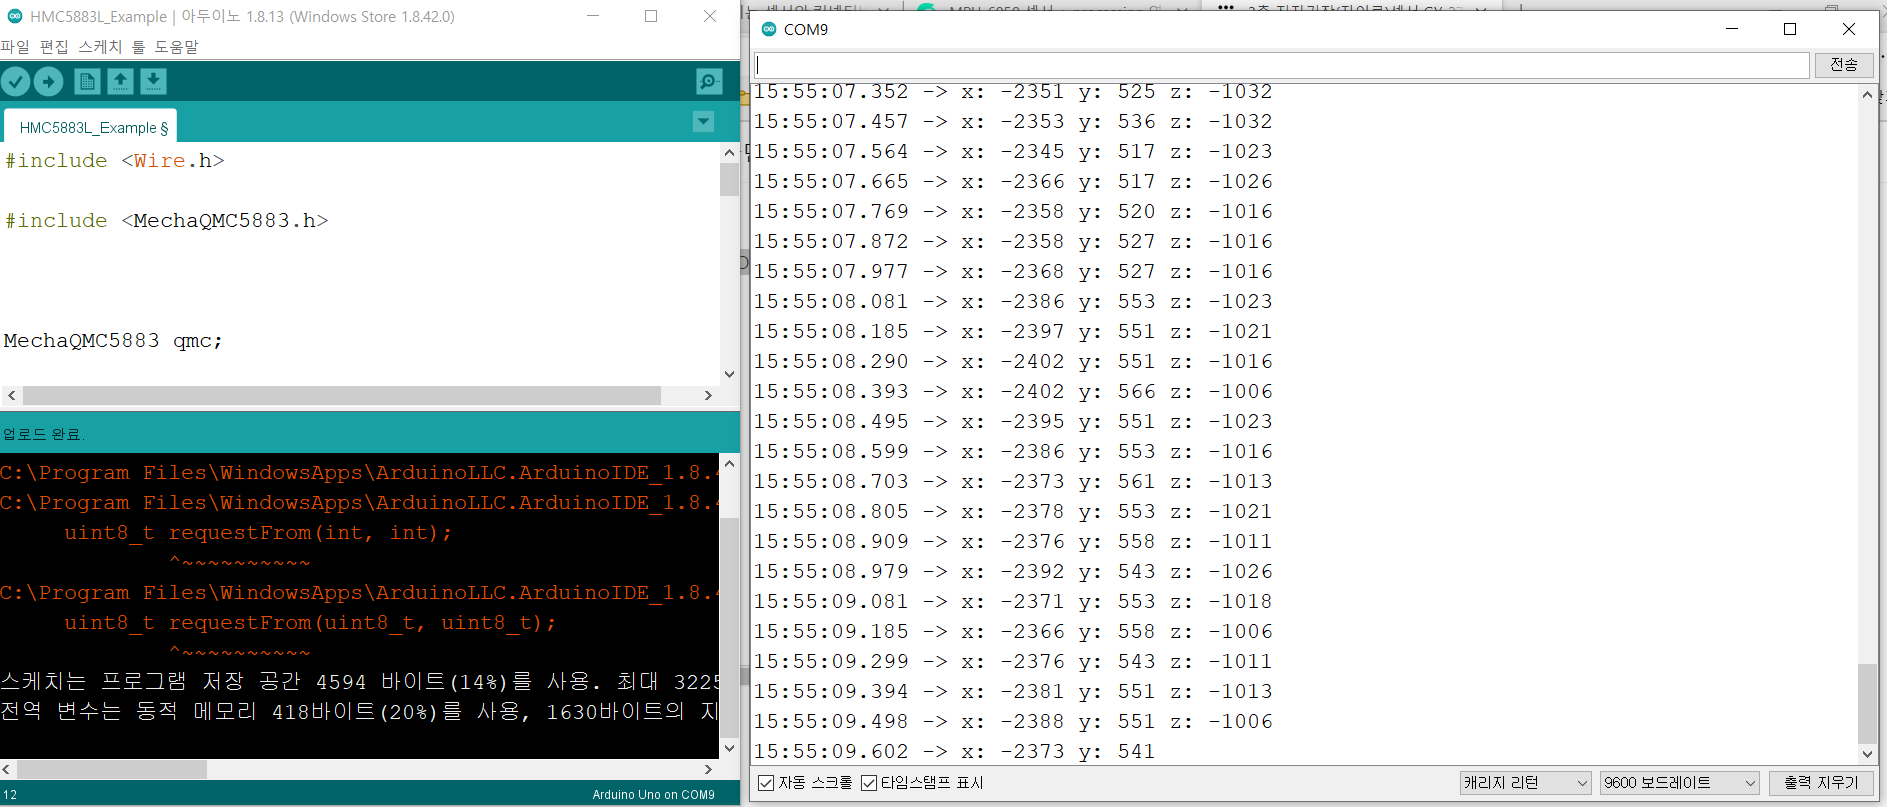 HMC5883L_Example | 아두이노 1.8.13 (Windows Store 1.8.42.0)
파일 편집 스케치 툴 도움말
HMC5883L_Example §
#include <Wire.h>
#include <MechaQMC5883.h>
MechaQMC5883 qmc;
업로드 완료.
C:\Program Files\WindowsApps\ArduinoLLC.ArduinoIDE_1.8.4
C:\Program Files\WindowsApps\ArduinoLLC.ArduinoIDE_1.8.4
uint8_t requestFrom(int, int);
^~~~~~~~~~~
C:\Program Files\WindowsApps\ArduinoLLC.ArduinoIDE_1.8.4
uint8_t requestFrom(uint8_t, uint8_t);
^~~~~~~~~~~
스케치는 프로그램 저장 공간 4594 바이트(14%)를 사용. 최대 3225
전역 변수는 동적 메모리 418바이트(20%)를 사용, 1630바이트의 지
12
Arduino Uno on COM9
COM9
전송
15:55:07.352 -> x: -2351 y: 525 z: -1032
15:55:07.457 -> x: -2353 y: 536 z: -1032
15:55:07.564 -> x: -2345 y: 517 z: -1023
15:55:07.665 -> x: -2366 y: 517 z: -1026
15:55:07.769 -> x: -2358 y: 520 z: -1016
15:55:07.872 -> x: -2358 y: 527 z: -1016
15:55:07.977 -> x: -2368 y: 527 z: -1016
15:55:08.081 -> x: -2386 y: 553 z: -1023
15:55:08.185 -> x: -2397 y: 551 z: -1021
15:55:08.290 -> x: -2402 y: 551 z: -1016
15:55:08.393 -> x: -2402 y: 566 z: -1006
15:55:08.495 -> x: -2395 y: 551 z: -1023
15:55:08.599 -> x: -2386 y: 553 z: -1016
15:55:08.703 -> x: -2373 y: 561 z: -1013
15:55:08.805 -> x: -2378 y: 553 z: -1021
15:55:08.909 -> x: -2376 y: 558 z: -1011
15:55:08.979 -> x: -2392 y: 543 z: -1026
15:55:09.081 -> x: -2371 y: 553 z: -1018
15:55:09.185 -> x: -2366 y: 558 z: -1006
15:55:09.299 -> x: -2376 y: 543 z: -1011
15:55:09.394 -> x: -2381 y: 551 z: -1013
15:55:09.498 -> x: -2388 y: 551 z: -1006
15:55:09.602 -> x: -2373 y: 541
자동 스크롤 타임스탬프 표시
캐리지 리턴 9600 보드레이트 출력 지우기